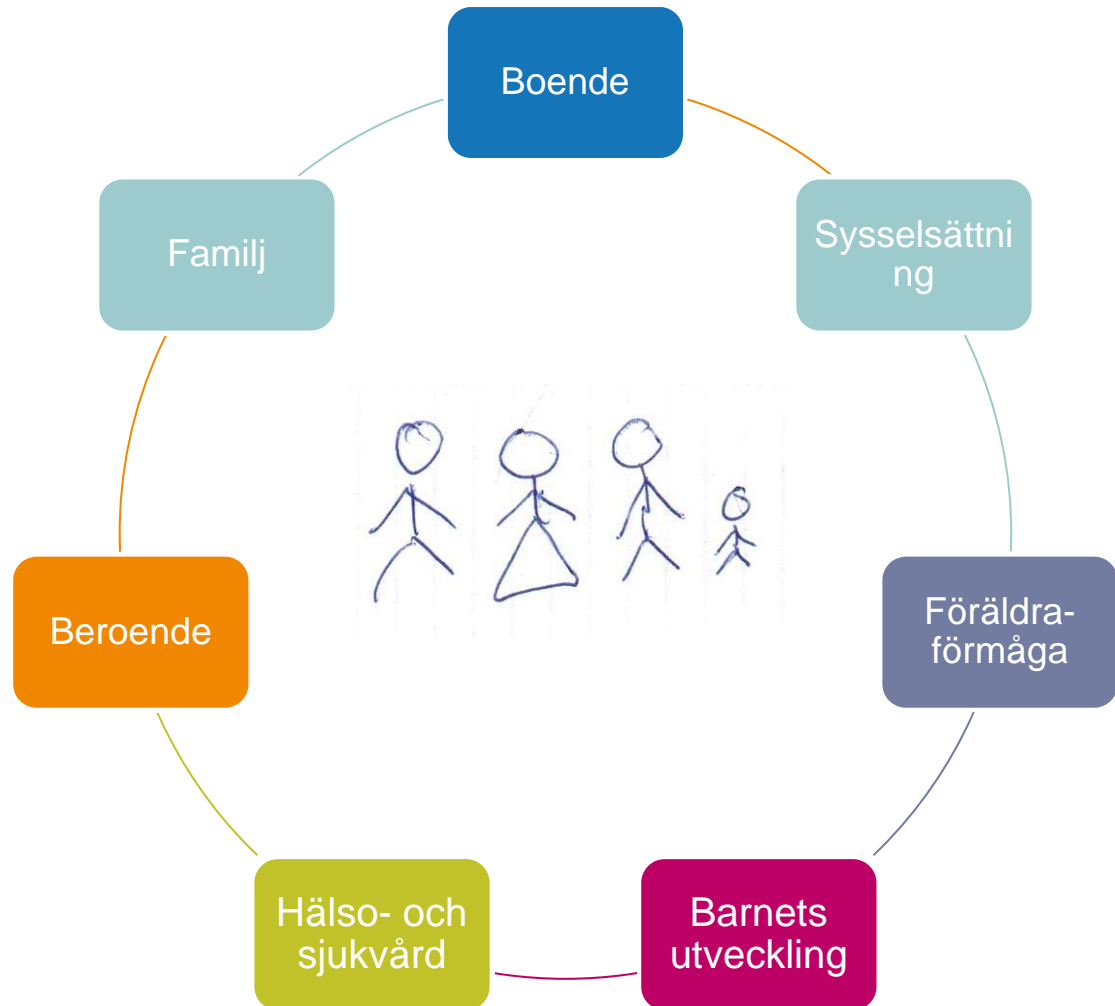 Boende
Sysselsättni
ng
Föräldra-
förmåga
Barnets
utveckling
Hälso- och
sjukvård
Beroende
Familj